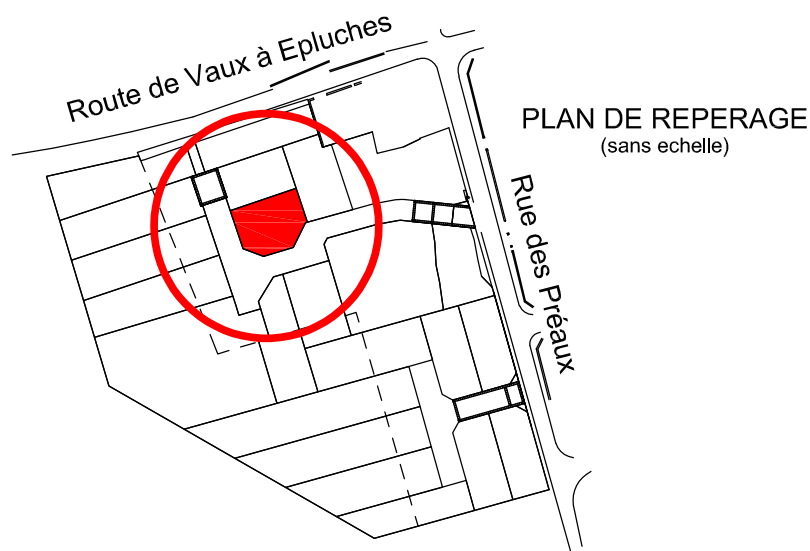 Route de Vaux à Epluches
PLAN DE REPERAGE
(sans echelle)
Rue des Préaux